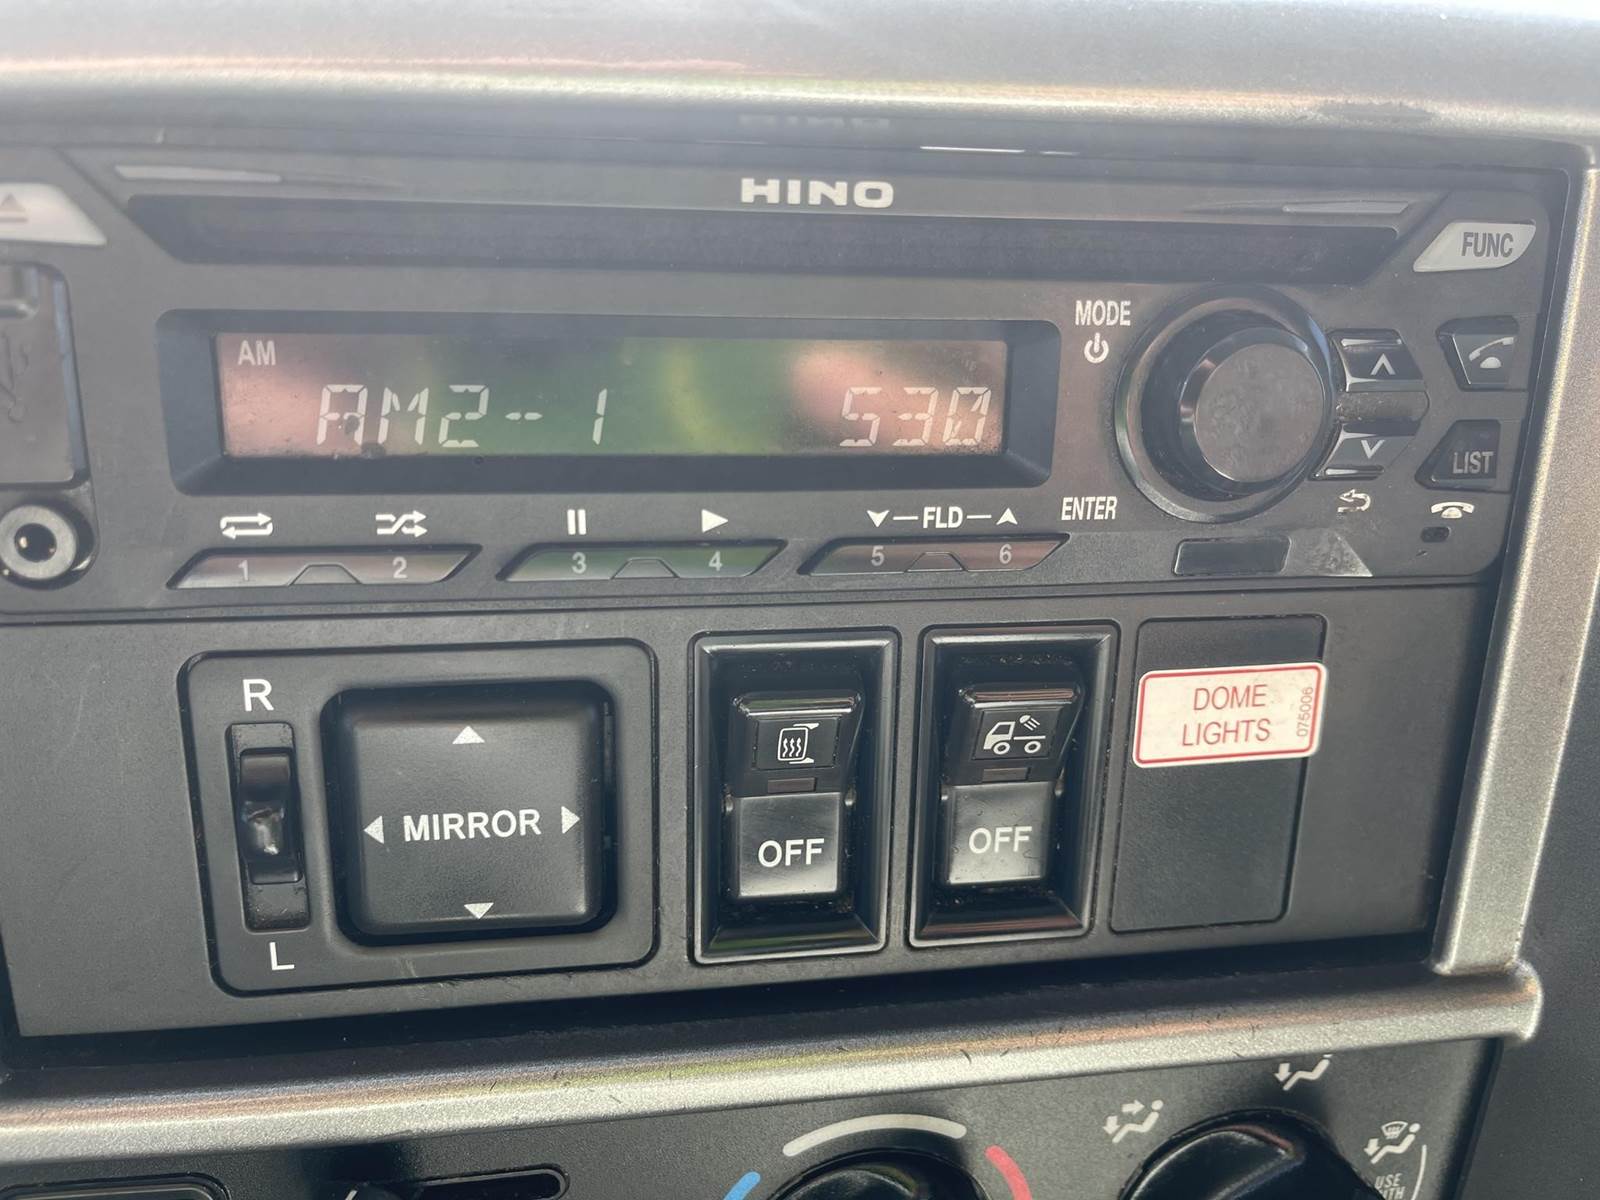 HINO
FUNC
MODE
AM
AM2-1 530
LIST
ENTER
FLD
1 2 3 4 5 6
R
MIRROR
L
OFF
OFF
DOME
LIGHTS
075006
USE